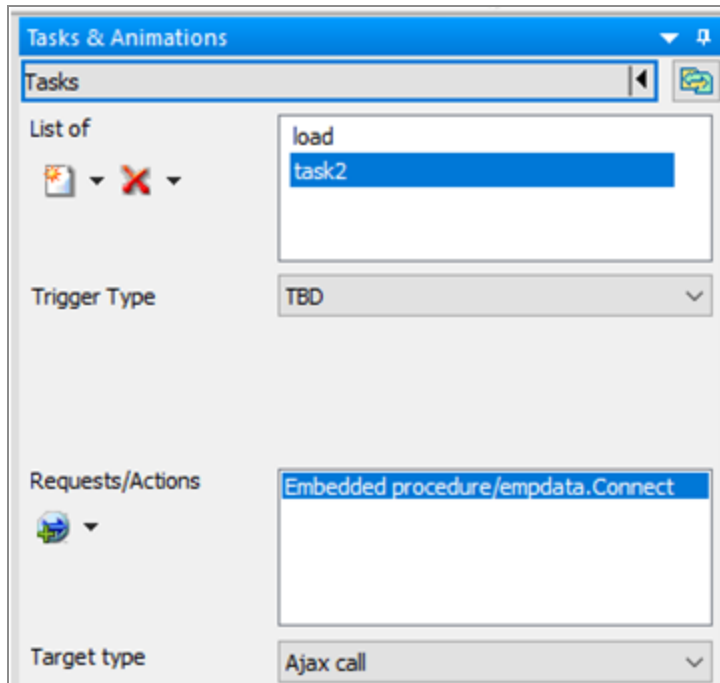 Tasks & Animations
Tasks
List of
load
task2
Trigger Type
TBD
Requests/Actions
Embedded procedure/empdata.Connect
Target type
Ajax call